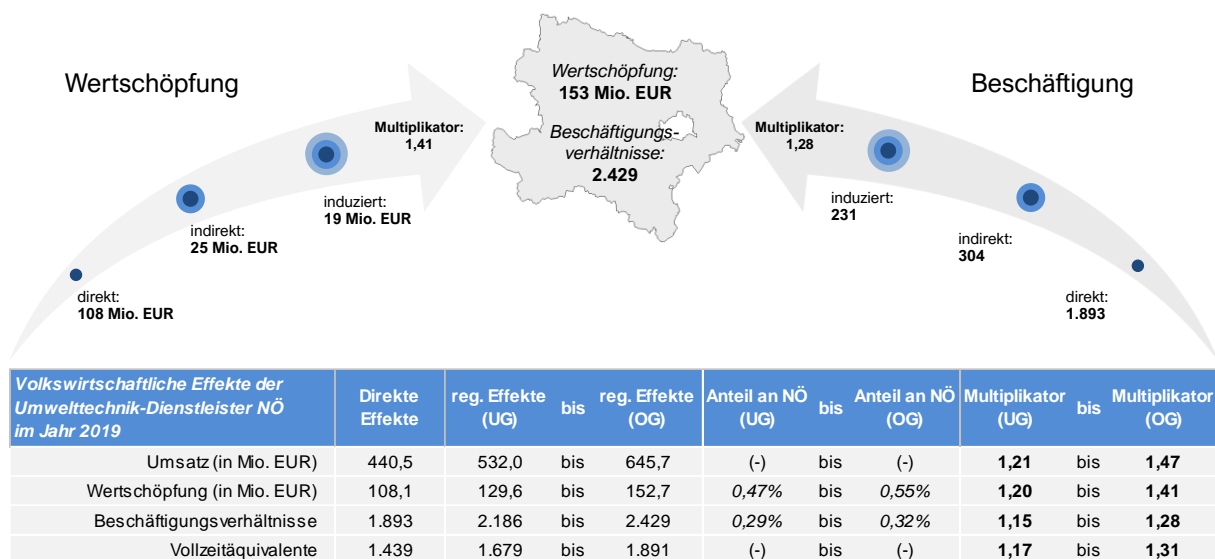 Wertschöpfung
Multiplikator:
1,41
induziert:
19 Mio. EUR
indirekt:
25 Mio. EUR
direkt:
108 Mio. EUR
Wertschöpfung:
153 Mio. EUR
Beschäftigungs-
verhältnisse:
2.429
Beschäftigung
Multiplikator:
1,28
induziert:
231
indirekt:
304
direkt:
1.893
Volkswirtschaftliche Effekte der
Umwelttechnik-Dienstleister NÖ
im Jahr 2019
Direkte
Effekte
reg. Effekte
(UG)
bis
reg. Effekte
(OG)
Anteil an NÖ
(UG)
bis
Anteil an NÖ
(OG)
Multiplikator
(UG)
bis
Multiplikator
(OG)
Umsatz (in Mio. EUR) 440,5 532,0 bis 645,7 (-) bis (-) 1,21 bis 1,47
Wertschöpfung (in Mio. EUR) 108,1 129,6 bis 152,7 0,47% bis 0,55% 1,20 bis 1,41
Beschäftigungsverhältnisse 1.893 2.186 bis 2.429 0,29% bis 0,32% 1,15 bis 1,28
Vollzeitäquivalente 1.439 1.679 bis 1.891 (-) bis (-) 1,17 bis 1,31